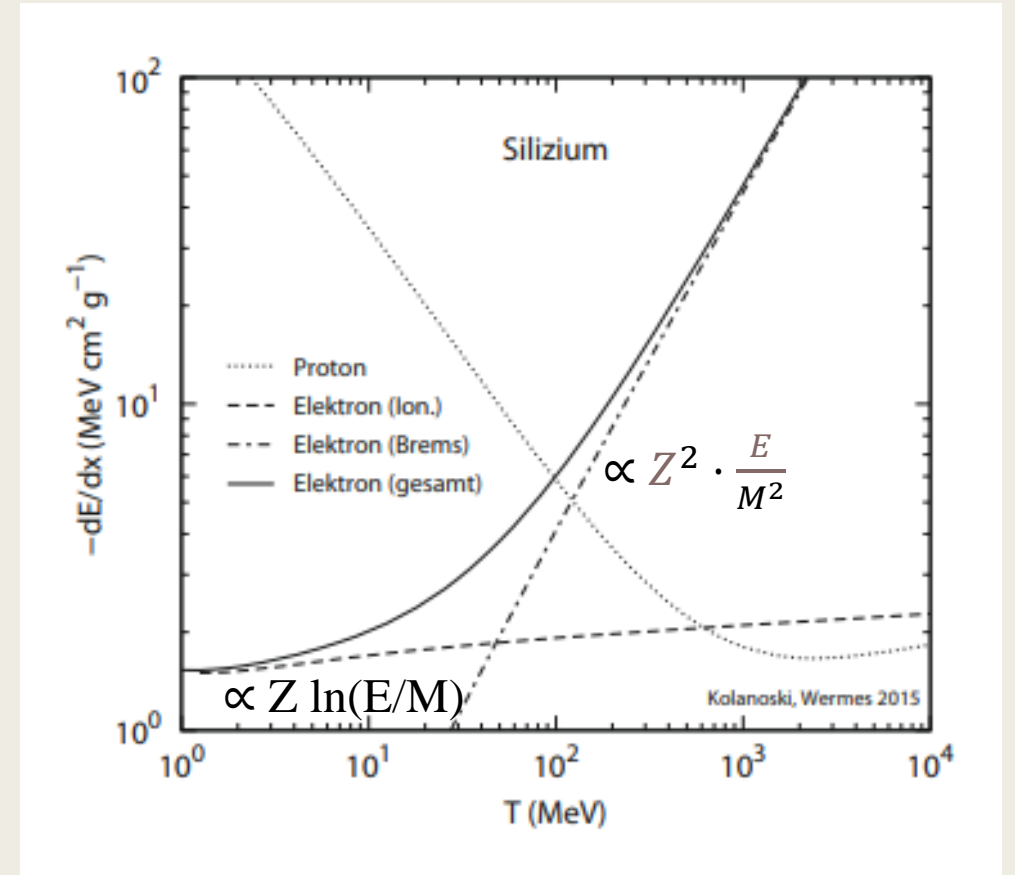 10²
Silizium
−dE/dx (MeV cm² g⁻¹)
Proton
10¹
Elektron (Ion.)
Elektron (Brems)
∝ Z² · E/M²
Elektron (gesamt)
∝ Z ln(E/M)
Kolanoski, Wermes 2015
10⁰
10⁰ 10¹ 10² 10³ 10⁴
T (MeV)